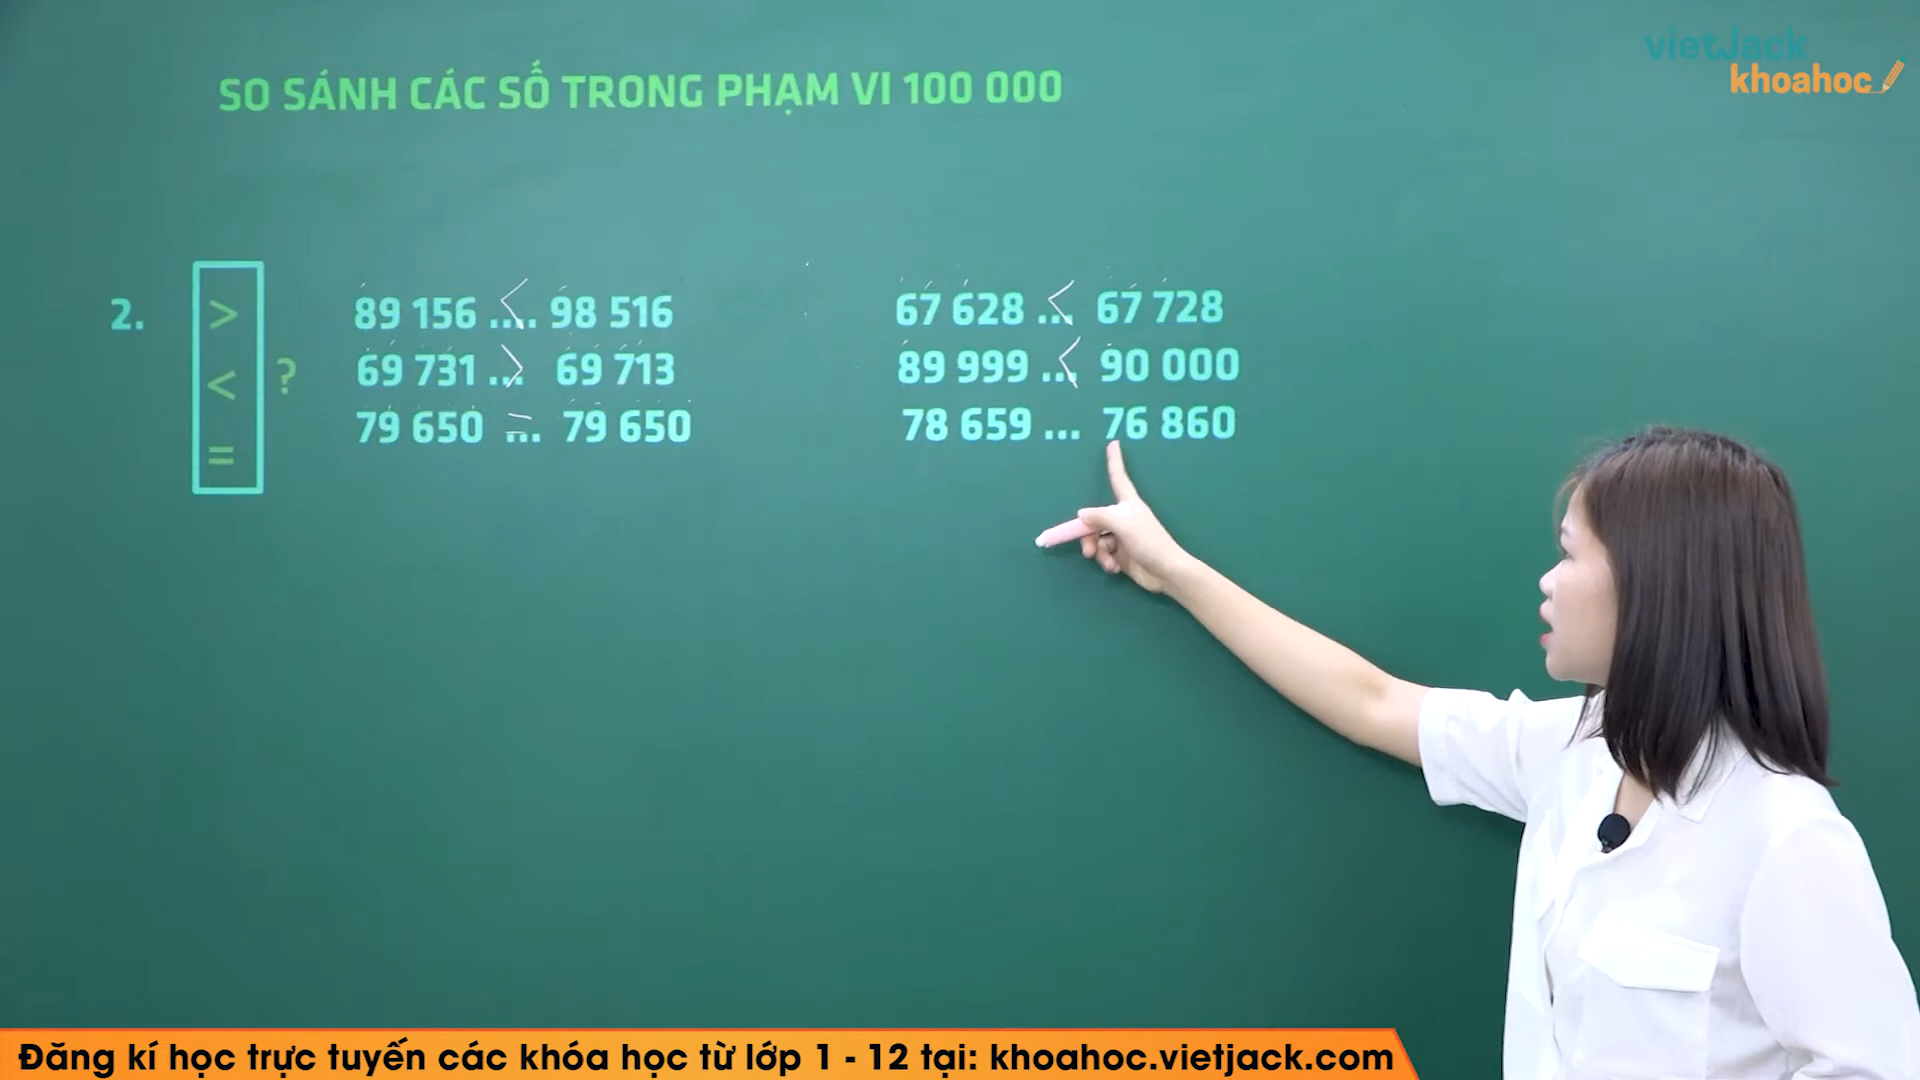 vietJack
khoahoc
SO SÁNH CÁC SỐ TRONG PHẠM VI 100 000
2.
>
<
=
?
89 156 ..<.. 98 516
69 731 ..>. 69 713
79 650 .=.. 79 650
67 628 ..<. 67 728
89 999 ..<. 90 000
78 659 ... 76 860
Đăng kí học trực tuyến các khóa học từ lớp 1 - 12 tại: khoahoc.vietjack.com